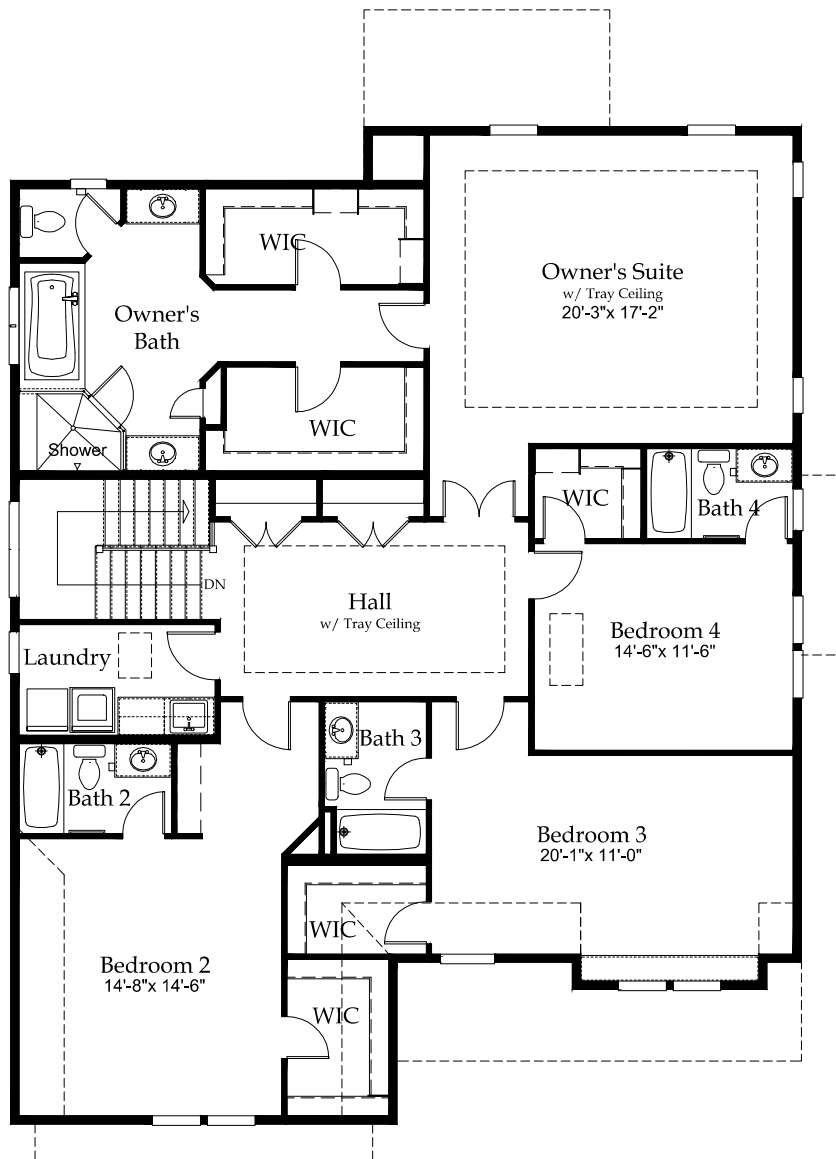 WIC
Owner's Suite
w/ Tray Ceiling
20'-3"x 17'-2"
Owner's
Bath
WIC
Shower
WIC
Bath 4
DN
Hall
w/ Tray Ceiling
Bedroom 4
14'-6"x 11'-6"
Laundry
Bath 3
Bath 2
Bedroom 3
20'-1"x 11'-0"
WIC
Bedroom 2
14'-8"x 14'-6"
WIC